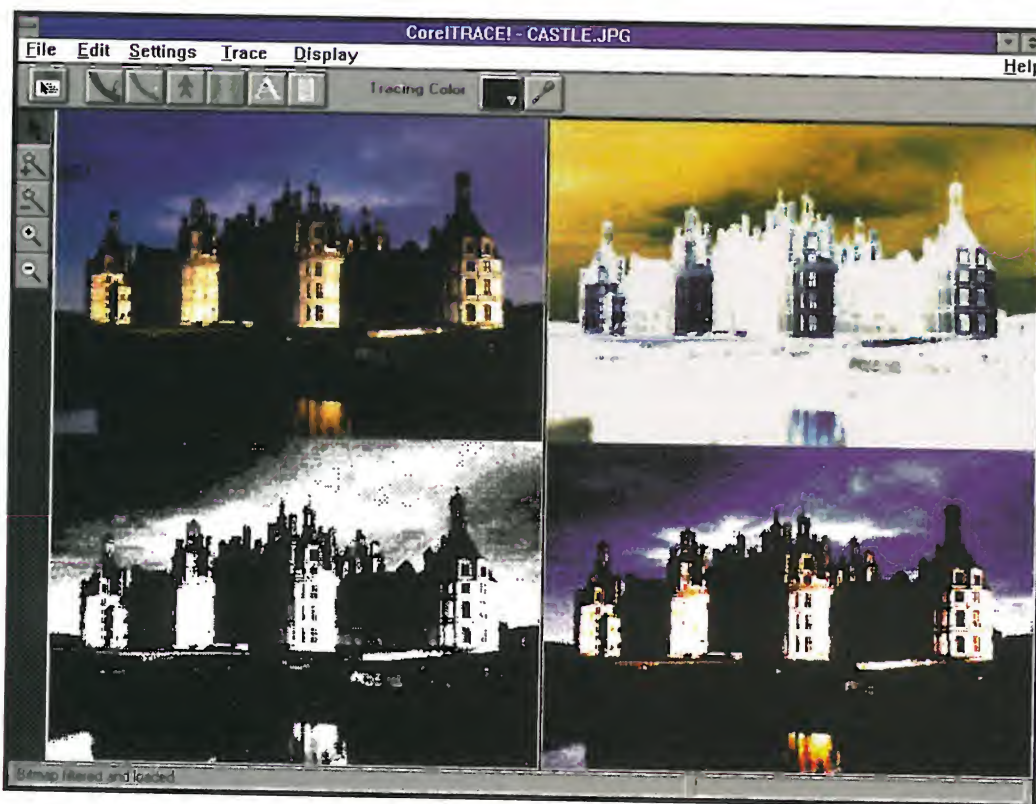 CorelTRACE! - CASTLE.JPG
File Edit Settings Trace Display Help
A Tracing Color
Bitmap filtered and loaded